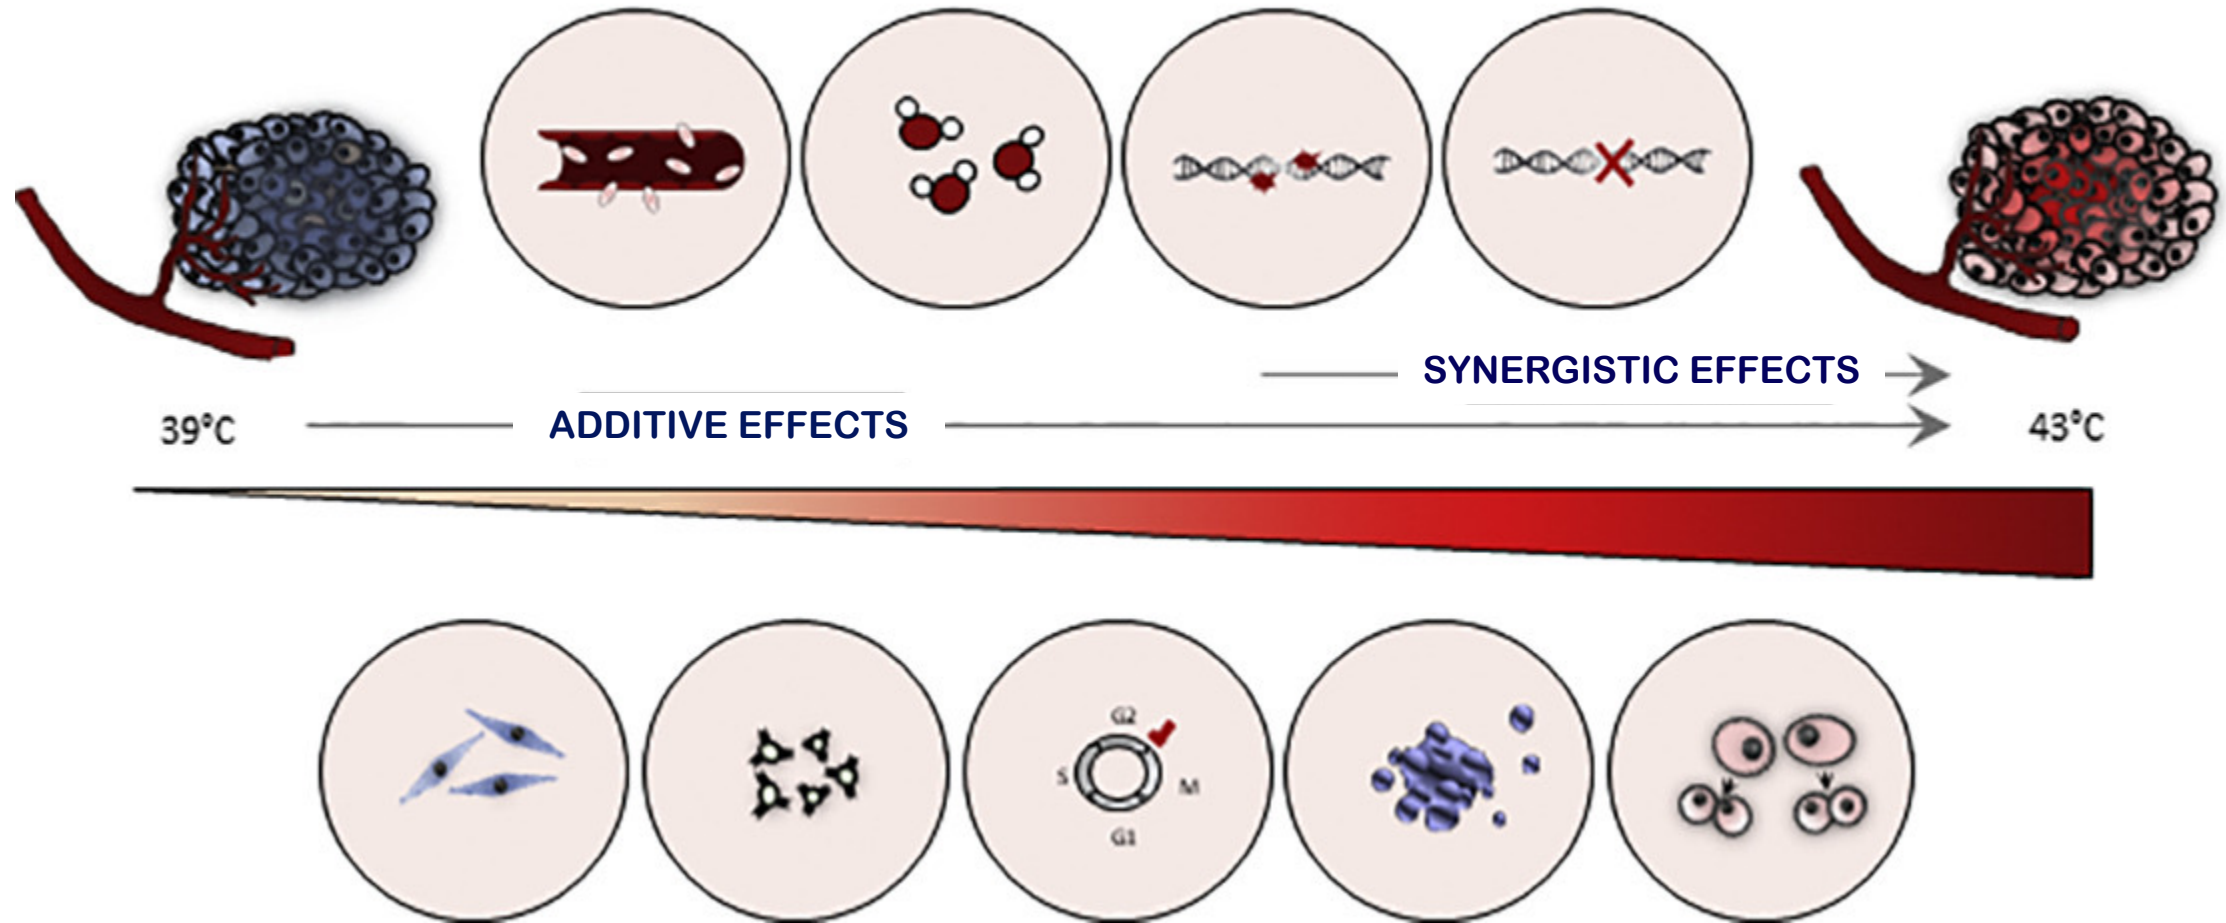 SYNERGISTIC EFFECTS
39°C
ADDITIVE EFFECTS
43°C
G2
S
M
G1